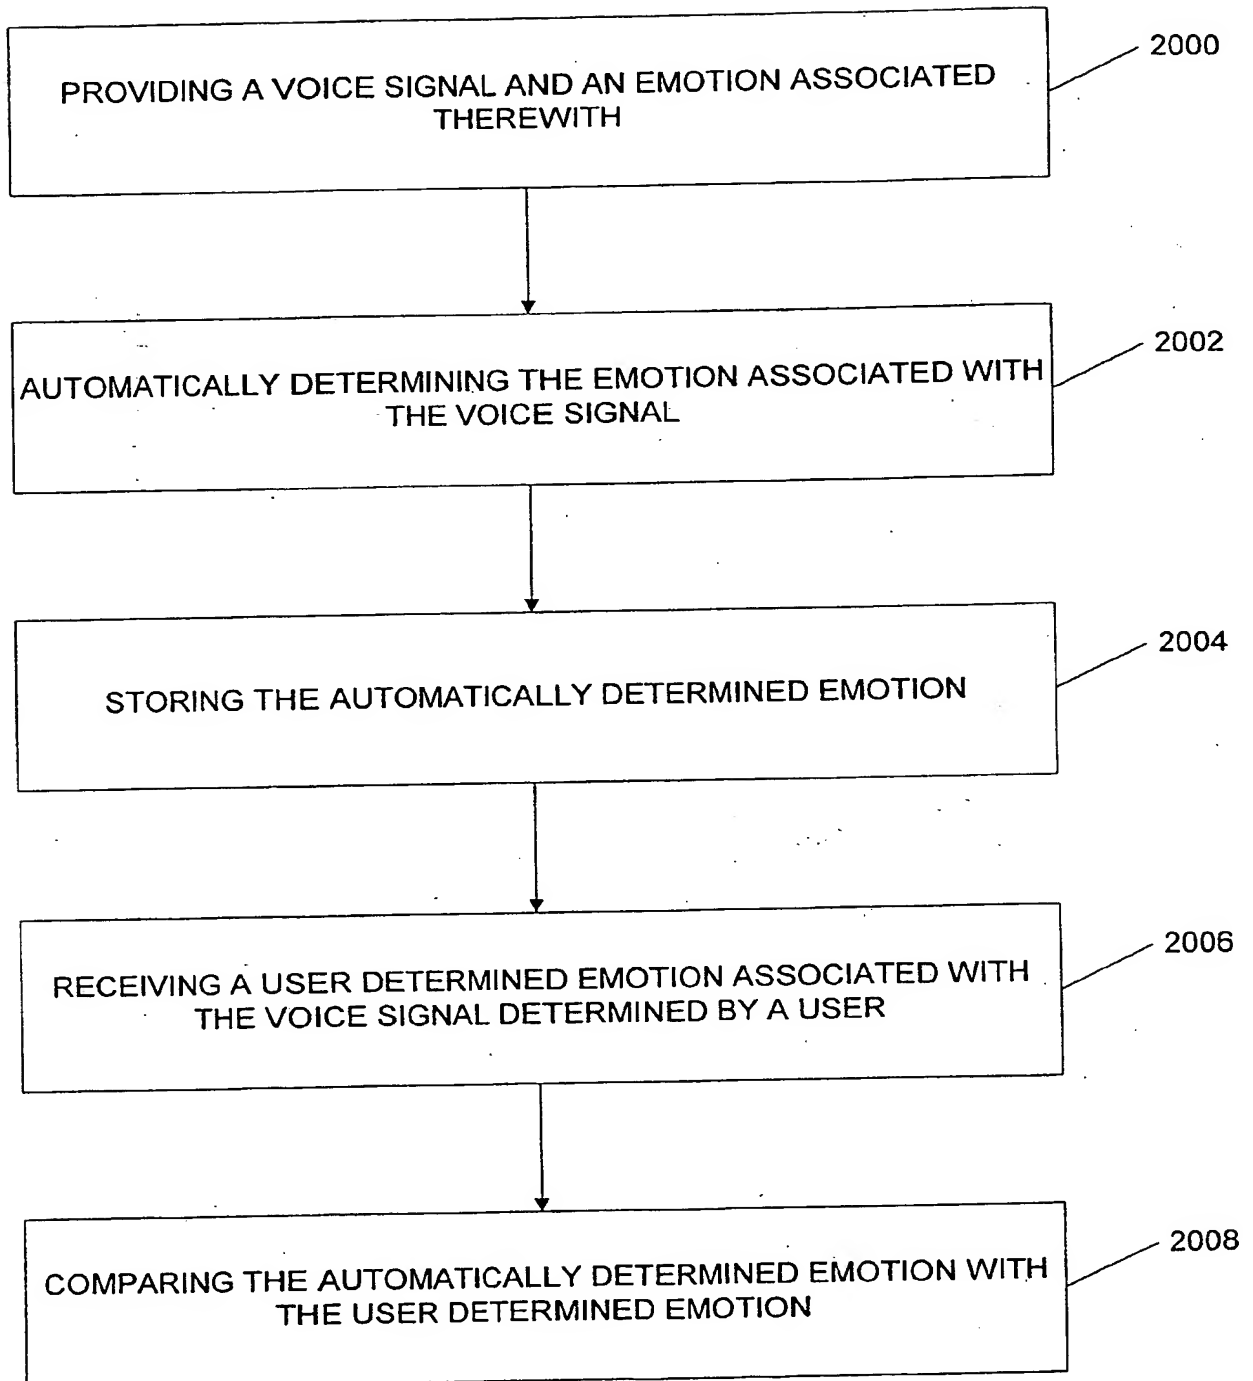 2000
PROVIDING A VOICE SIGNAL AND AN EMOTION ASSOCIATED
THEREWITH
2002
AUTOMATICALLY DETERMINING THE EMOTION ASSOCIATED WITH
THE VOICE SIGNAL
2004
STORING THE AUTOMATICALLY DETERMINED EMOTION
2006
RECEIVING A USER DETERMINED EMOTION ASSOCIATED WITH
THE VOICE SIGNAL DETERMINED BY A USER
2008
COMPARING THE AUTOMATICALLY DETERMINED EMOTION WITH
THE USER DETERMINED EMOTION